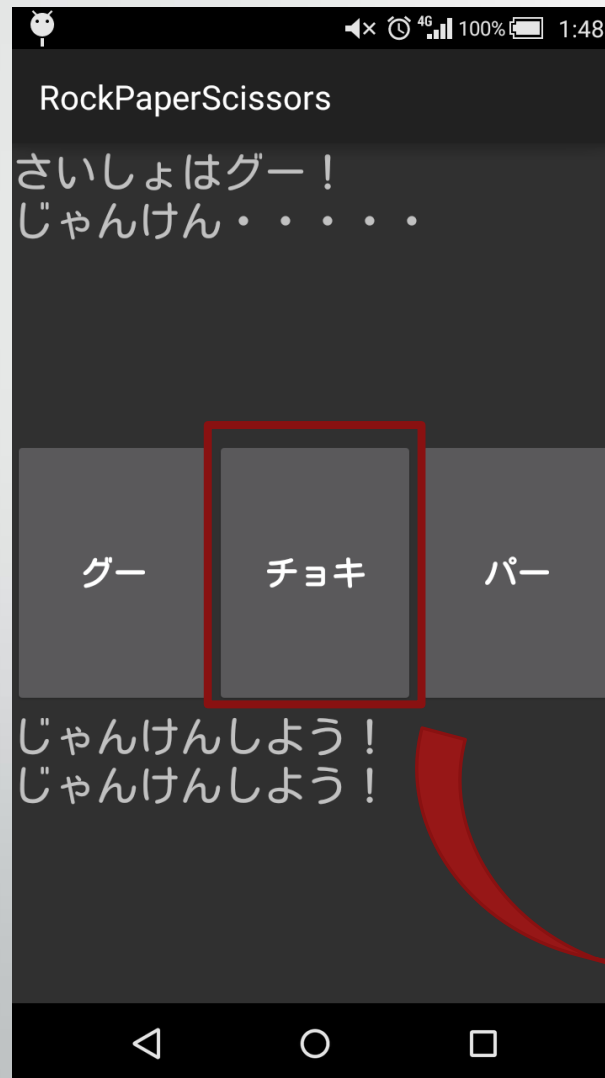 4G 100% 1:48
RockPaperScissors
さいしょはグー！
じゃんけん・・・・・
グー チョキ パー
じゃんけんしよう！
じゃんけんしよう！